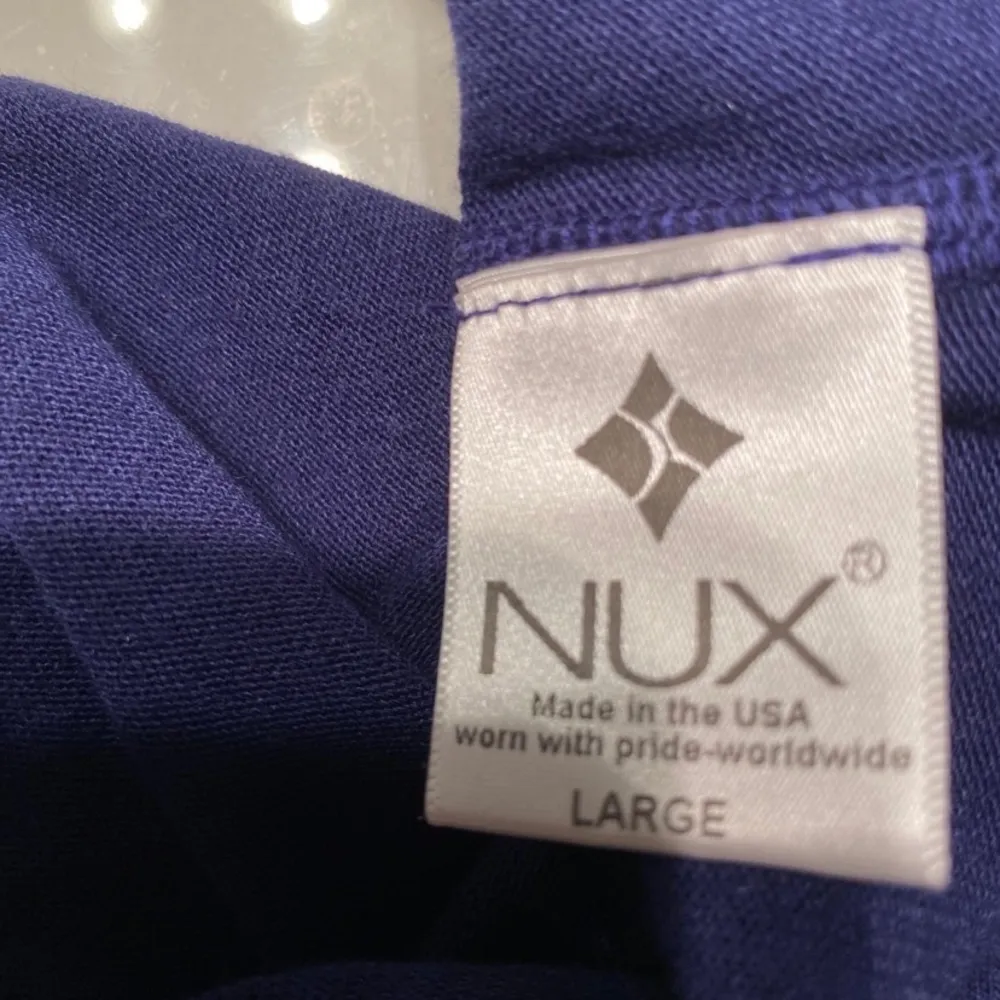 NUX®
Made in the USA
worn with pride-worldwide
LARGE